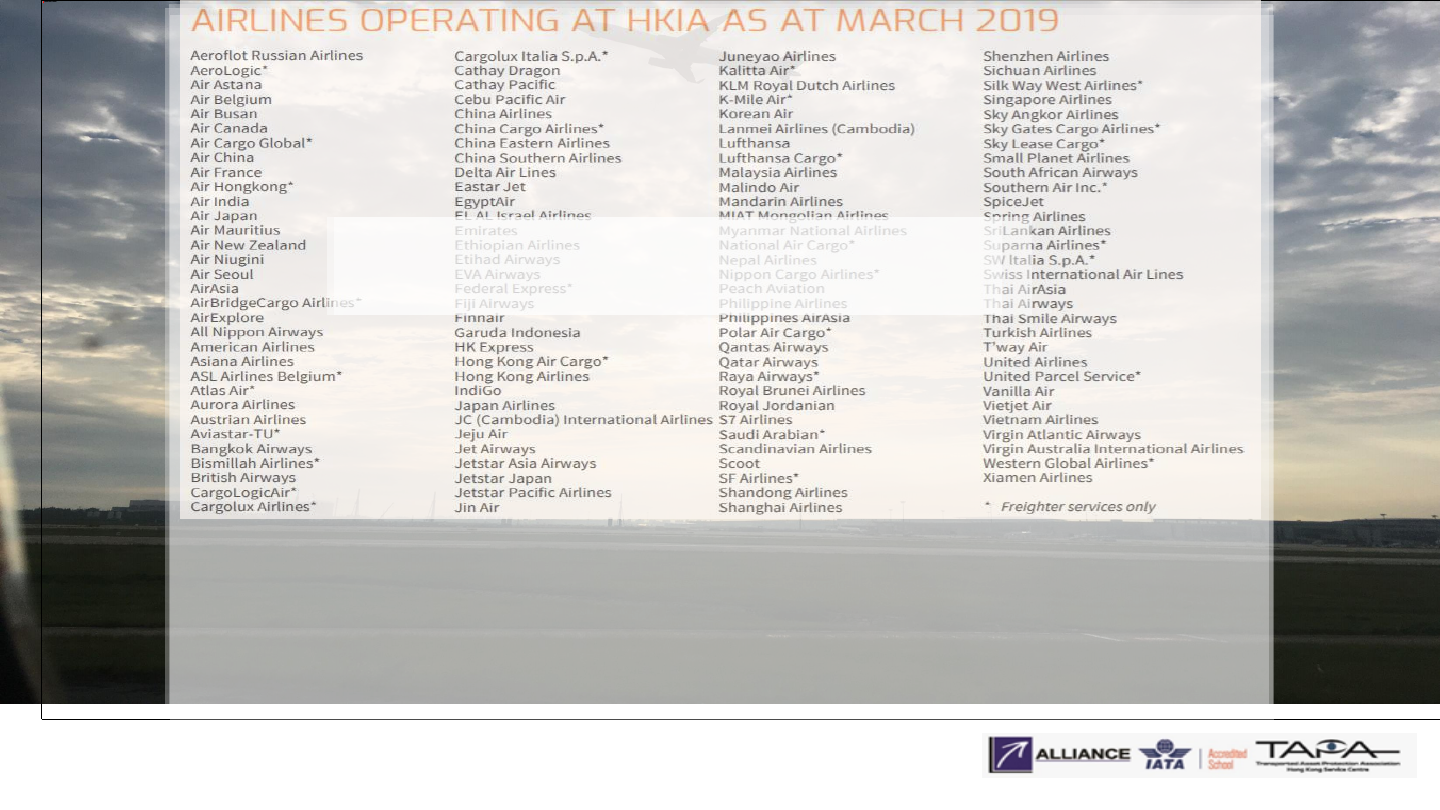 AIRLINES OPERATING AT HKIA AS AT MARCH 2019
Aeroflot Russian Airlines
AeroLogic*
Air Astana
Air Belgium
Air Busan
Air Canada
Air Cargo Global*
Air China
Air France
Air Hongkong*
Air India
Air Japan
Air Mauritius
Air New Zealand
Air Niugini
Air Seoul
AirAsia
AirBridgeCargo Airlines*
AirExplore
All Nippon Airways
American Airlines
Asiana Airlines
ASL Airlines Belgium*
Atlas Air*
Aurora Airlines
Austrian Airlines
Aviastar-TU*
Bangkok Airways
Bismillah Airlines*
British Airways
CargoLogicAir*
Cargolux Airlines*
Cargolux Italia S.p.A.*
Cathay Dragon
Cathay Pacific
Cebu Pacific Air
China Airlines
China Cargo Airlines*
China Eastern Airlines
China Southern Airlines
Delta Air Lines
Eastar Jet
EgyptAir
EL AL Israel Airlines
Emirates
Ethiopian Airlines
Etihad Airways
EVA Airways
Federal Express*
Fiji Airways
Finnair
Garuda Indonesia
HK Express
Hong Kong Air Cargo*
Hong Kong Airlines
IndiGo
Japan Airlines
JC (Cambodia) International Airlines
Jeju Air
Jet Airways
Jetstar Asia Airways
Jetstar Japan
Jetstar Pacific Airlines
Jin Air
Juneyao Airlines
Kalitta Air*
KLM Royal Dutch Airlines
K-Mile Air*
Korean Air
Lanmei Airlines (Cambodia)
Lufthansa
Lufthansa Cargo*
Malaysia Airlines
Malindo Air
Mandarin Airlines
MIAT Mongolian Airlines
Myanmar National Airlines
National Air Cargo*
Nepal Airlines
Nippon Cargo Airlines*
Peach Aviation
Philippine Airlines
Philippines AirAsia
Polar Air Cargo*
Qantas Airways
Qatar Airways
Raya Airways*
Royal Brunei Airlines
Royal Jordanian
S7 Airlines
Saudi Arabian*
Scandinavian Airlines
Scoot
SF Airlines*
Shandong Airlines
Shanghai Airlines
Shenzhen Airlines
Sichuan Airlines
Silk Way West Airlines*
Singapore Airlines
Sky Angkor Airlines
Sky Gates Cargo Airlines*
Sky Lease Cargo*
Small Planet Airlines
South African Airways
Southern Air Inc.*
SpiceJet
Spring Airlines
SriLankan Airlines
Suparna Airlines*
SW Italia S.p.A.*
Swiss International Air Lines
Thai AirAsia
Thai Airways
Thai Smile Airways
Turkish Airlines
T'way Air
United Airlines
United Parcel Service*
Vanilla Air
Vietjet Air
Vietnam Airlines
Virgin Atlantic Airways
Virgin Australia International Airlines
Western Global Airlines*
Xiamen Airlines
* Freighter services only
ALLIANCE
IATA
Accredited
School
TAPA
Transported Asset Protection Association
Hong Kong Service Centre